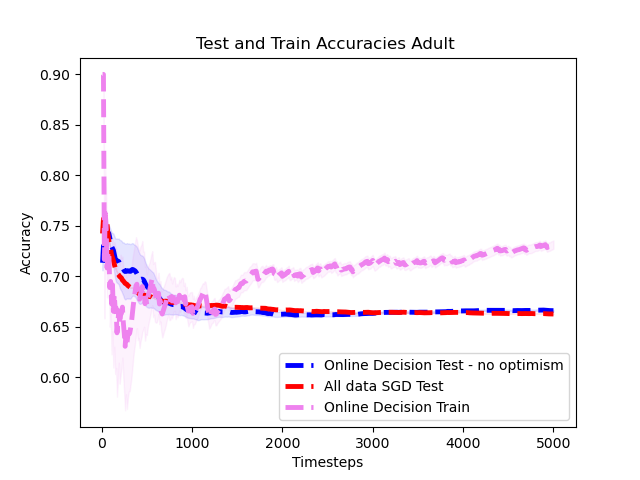 Test and Train Accuracies Adult
Accuracy
0.90
0.85
0.80
0.75
0.70
0.65
0.60
Online Decision Test - no optimism
All data SGD Test
Online Decision Train
0 1000 2000 3000 4000 5000
Timesteps